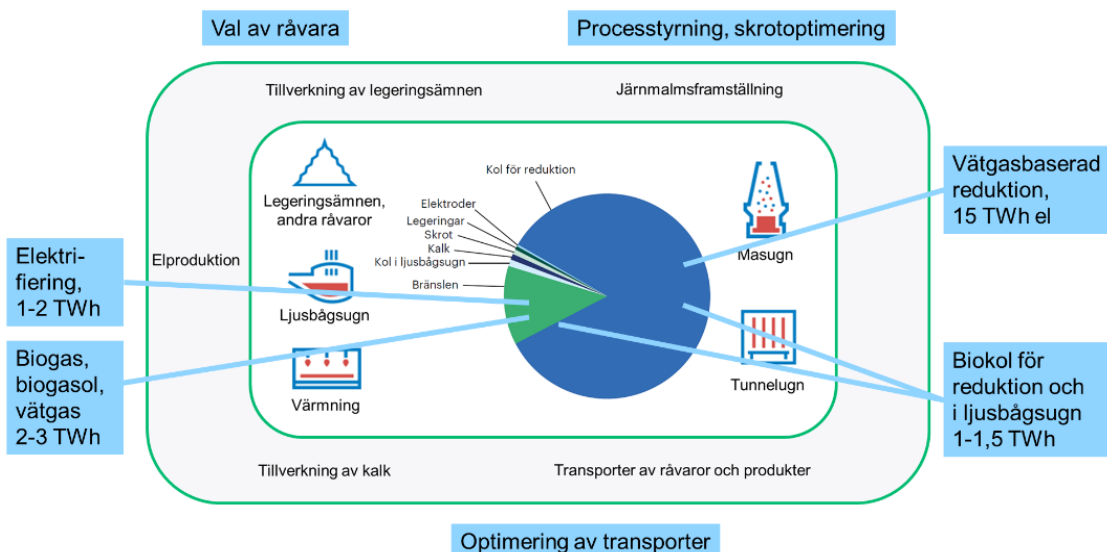 Val av råvara
Processtyrning, skrotoptimering
Tillverkning av legeringsämnen
Järnmalmsframställning
Kol för reduktion
Elektroder
Legeringar
Skrot
Kalk
Kol i ljusbågsugn
Bränslen
Legeringsämnen,
andra råvaror
Ljusbågsugn
Värmning
Masugn
Tunnelugn
Elproduktion
Elektri-
fiering,
1-2 TWh
Biogas,
biogasol,
vätgas
2-3 TWh
Vätgasbaserad
reduktion,
15 TWh el
Biokol för
reduktion och
i ljusbågsugn
1-1,5 TWh
Tillverkning av kalk
Transporter av råvaror och produkter
Optimering av transporter